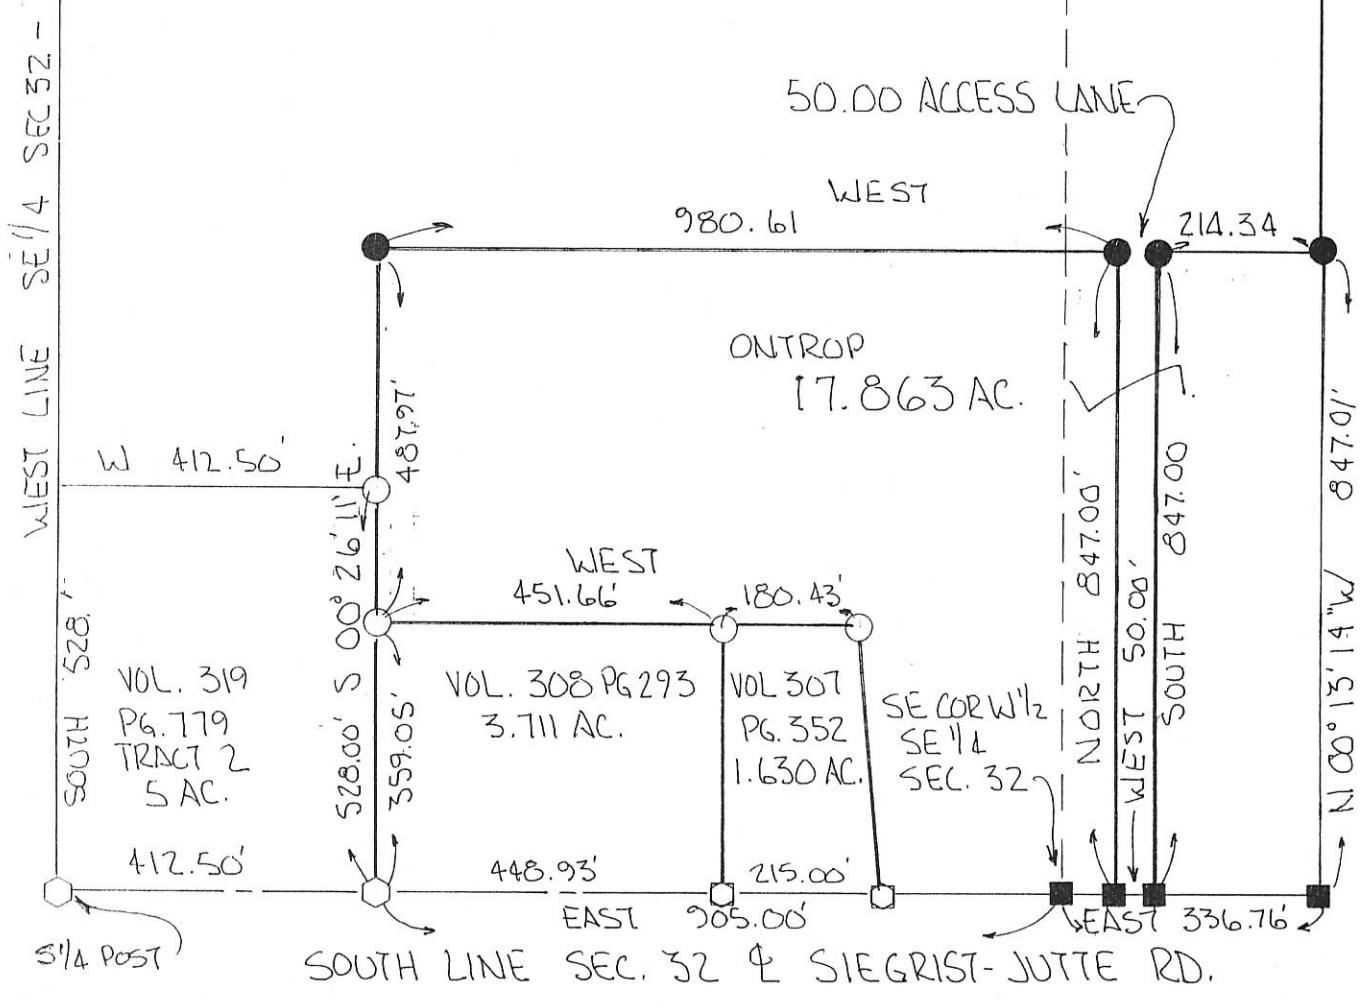 WEST LINE SE 1/4 SEC 32 -
50.00 ACCESS LANE
WEST
980.61
214.34
ONTROP
17.863 AC.
W 412.50'
487.97'
528.00' S 00° 26' 11" E.
359.05'
WEST
451.66'
180.43'
SOUTH 528.'
VOL. 319
PG. 779
TRACT 2
5 AC.
VOL. 308 PG 293
3.711 AC.
VOL 307
PG. 352
1.630 AC.
SE COR W 1/2
SE 1/4
SEC. 32
NORTH 847.00'
WEST 50.00'
SOUTH 847.00
N 00° 13' 14" W 847.01'
412.50'
448.93'
215.00'
EAST 905.00'
EAST 336.76'
S 1/4 POST
SOUTH LINE SEC. 32 ℄ SIEGRIST-JUTTE RD.